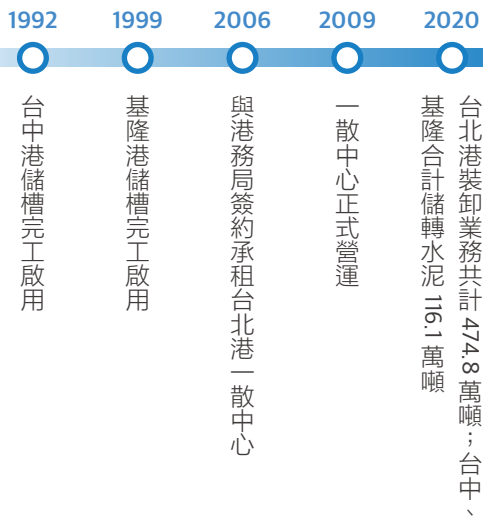 1992
1999
2006
2009
2020
台中港儲槽完工啟用
基隆港儲槽完工啟用
與港務局簽約承租台北港一散中心
一散中心正式營運
台北港裝卸業務共計 474.8 萬噸；台中、
基隆合計儲轉水泥 116.1 萬噸